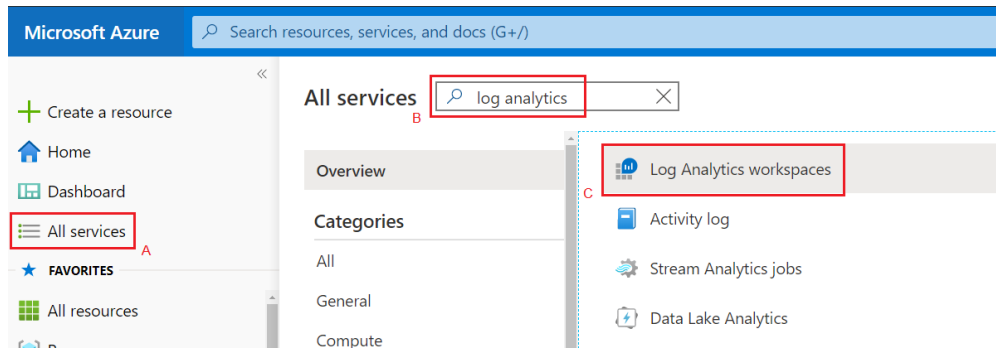 Microsoft Azure
Search resources, services, and docs (G+/)
Create a resource
Home
Dashboard
All services
A
FAVORITES
All resources
All services
log analytics
B
Overview
Categories
All
General
Compute
Log Analytics workspaces
C
Activity log
Stream Analytics jobs
Data Lake Analytics